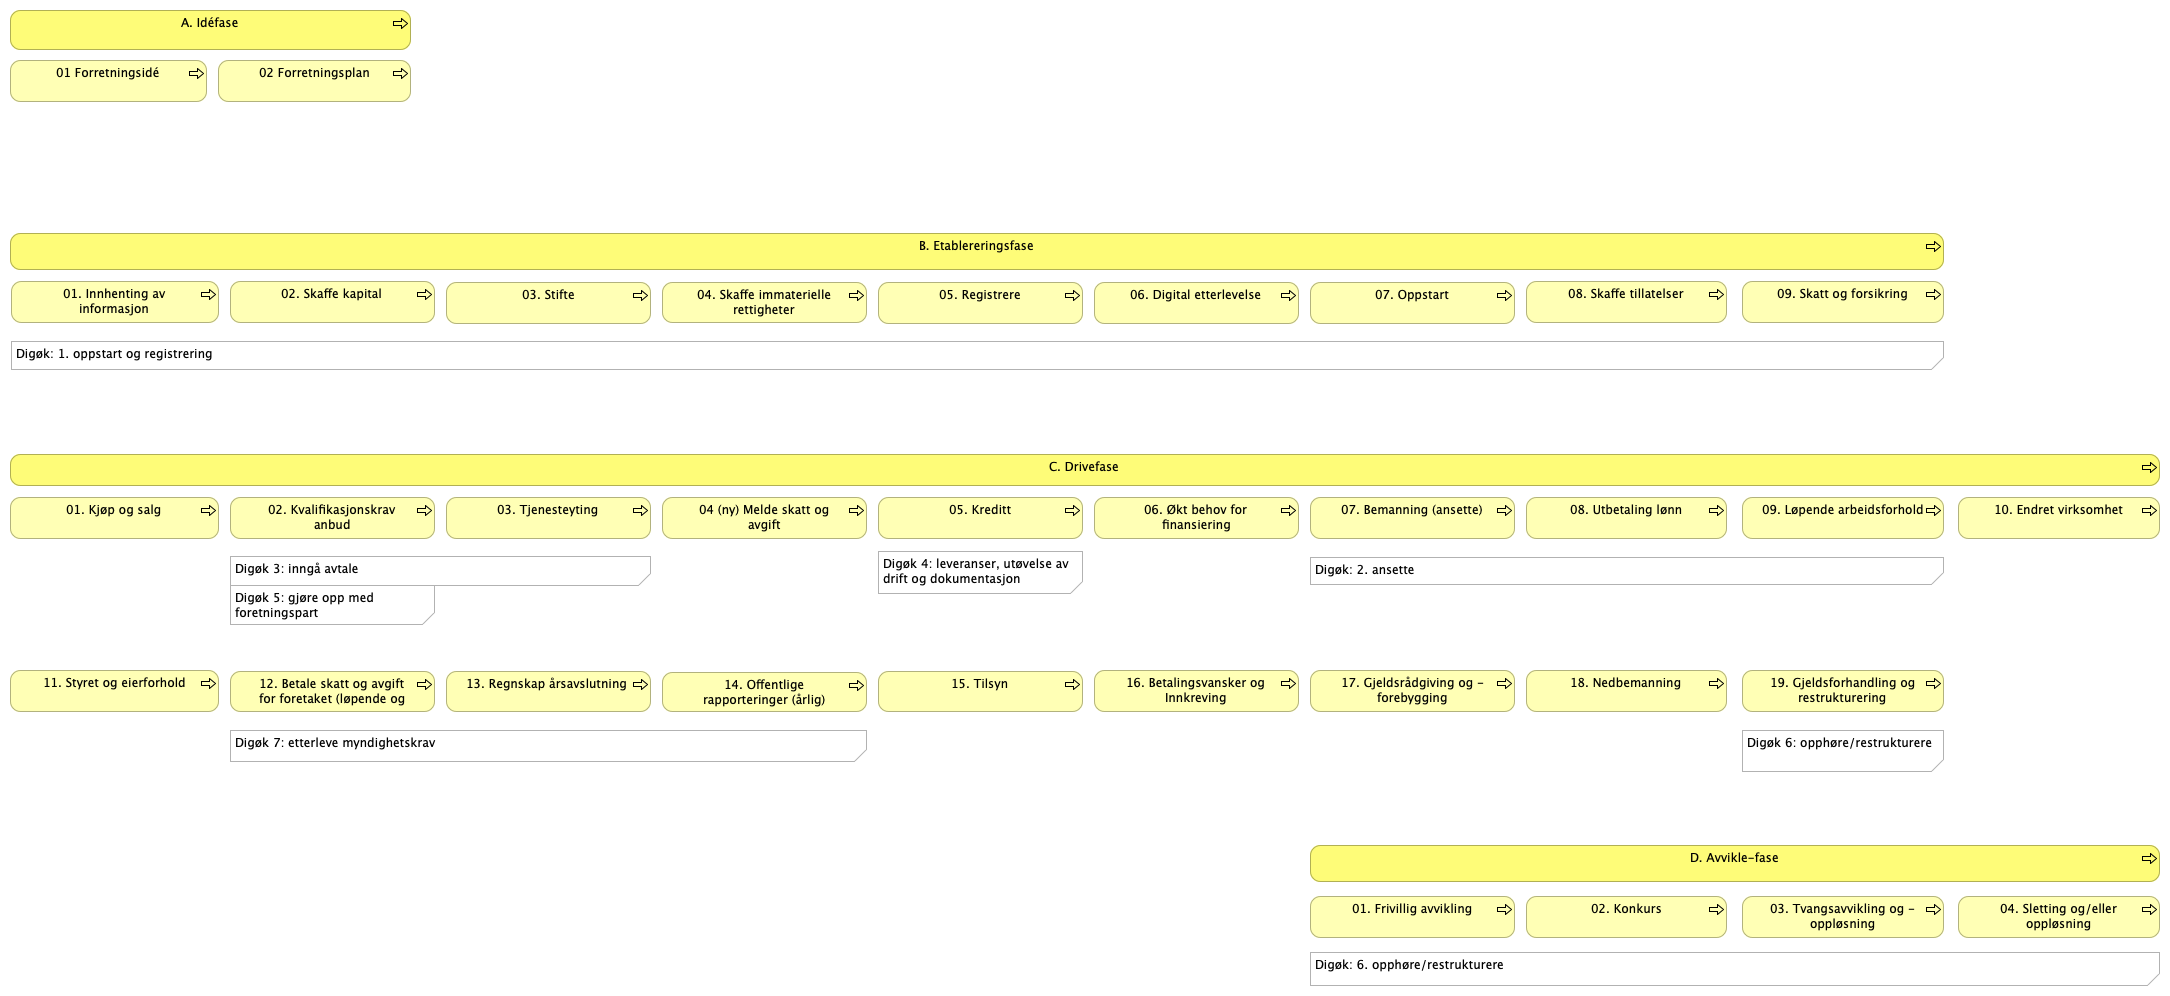 A. Idéfase
01 Forretningsidé
02 Forretningsplan
B. Etablereringsfase
01. Innhenting av
informasjon
02. Skaffe kapital
03. Stifte
04. Skaffe immaterielle
rettigheter
05. Registrere
06. Digital etterlevelse
07. Oppstart
08. Skaffe tillatelser
09. Skatt og forsikring
Digøk: 1. oppstart og registrering
C. Drivefase
01. Kjøp og salg
02. Kvalifikasjonskrav
anbud
03. Tjenesteyting
04 (ny) Melde skatt og
avgift
05. Kreditt
06. Økt behov for
finansiering
07. Bemanning (ansette)
08. Utbetaling lønn
09. Løpende arbeidsforhold
10. Endret virksomhet
Digøk 3: inngå avtale
Digøk 5: gjøre opp med
foretningspart
Digøk 4: leveranser, utøvelse av
drift og dokumentasjon
Digøk: 2. ansette
11. Styret og eierforhold
12. Betale skatt og avgift
for foretaket (løpende og
13. Regnskap årsavslutning
14. Offentlige
rapporteringer (årlig)
15. Tilsyn
16. Betalingsvansker og
Innkreving
17. Gjeldsrådgiving og -
forebygging
18. Nedbemanning
19. Gjeldsforhandling og
restrukturering
Digøk 7: etterleve myndighetskrav
Digøk 6: opphøre/restrukturere
D. Avvikle-fase
01. Frivillig avvikling
02. Konkurs
03. Tvangsavvikling og -
oppløsning
04. Sletting og/eller
oppløsning
Digøk: 6. opphøre/restrukturere